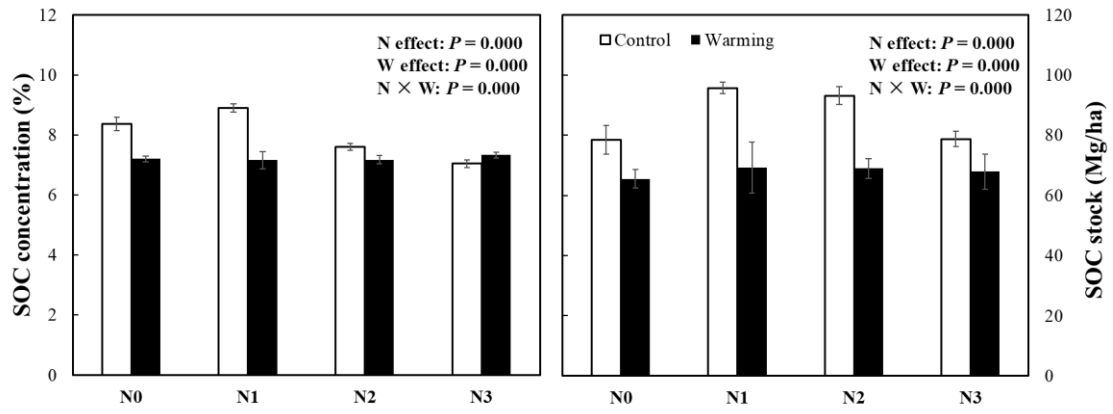 SOC concentration (%)
12
10
8
6
4
2
0
N effect: P = 0.000
W effect: P = 0.000
N × W: P = 0.000
N0 N1 N2 N3
Control Warming
N effect: P = 0.000
W effect: P = 0.000
N × W: P = 0.000
N0 N1 N2 N3
120
100
80
60
40
20
0
SOC stock (Mg/ha)